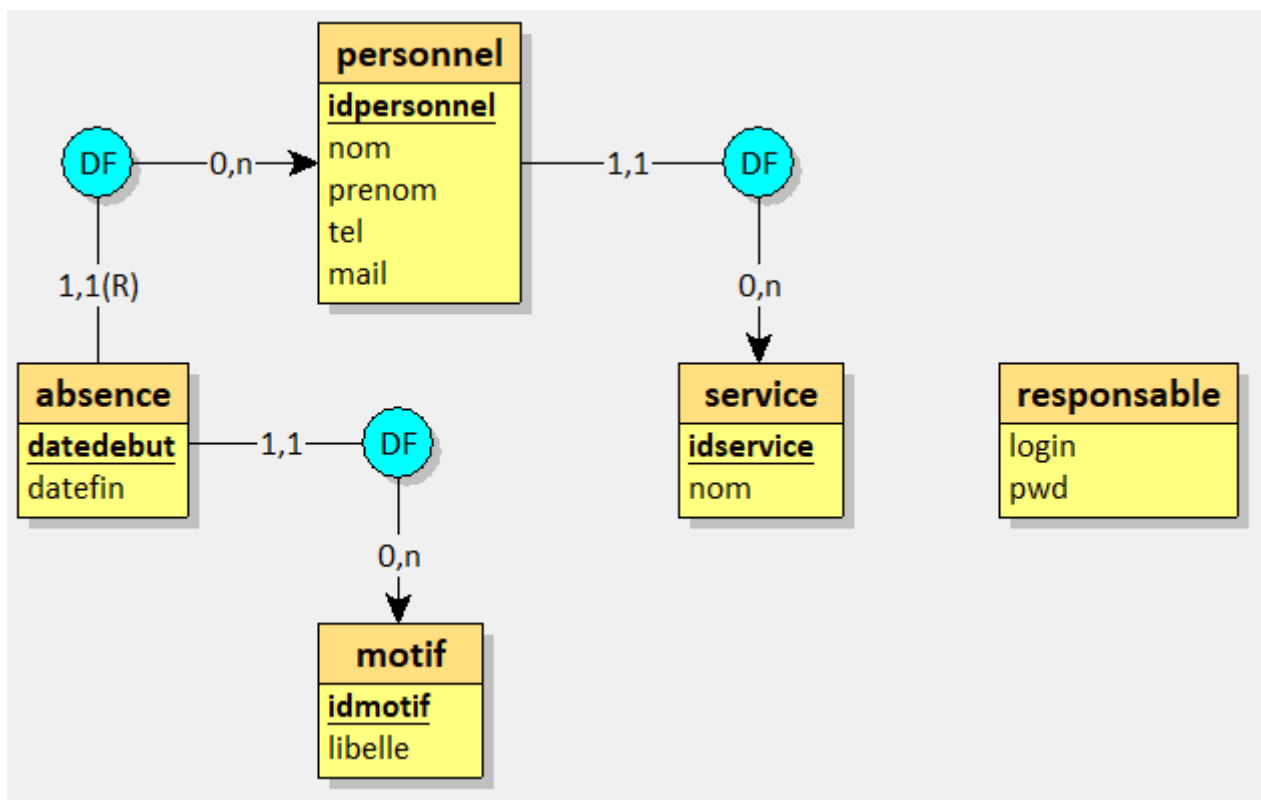 personnel
idpersonnel
nom
prenom
tel
mail
DF
0,n
1,1
DF
1,1(R)
0,n
absence
datedebut
datefin
1,1
DF
service
idservice
nom
responsable
login
pwd
0,n
motif
idmotif
libelle